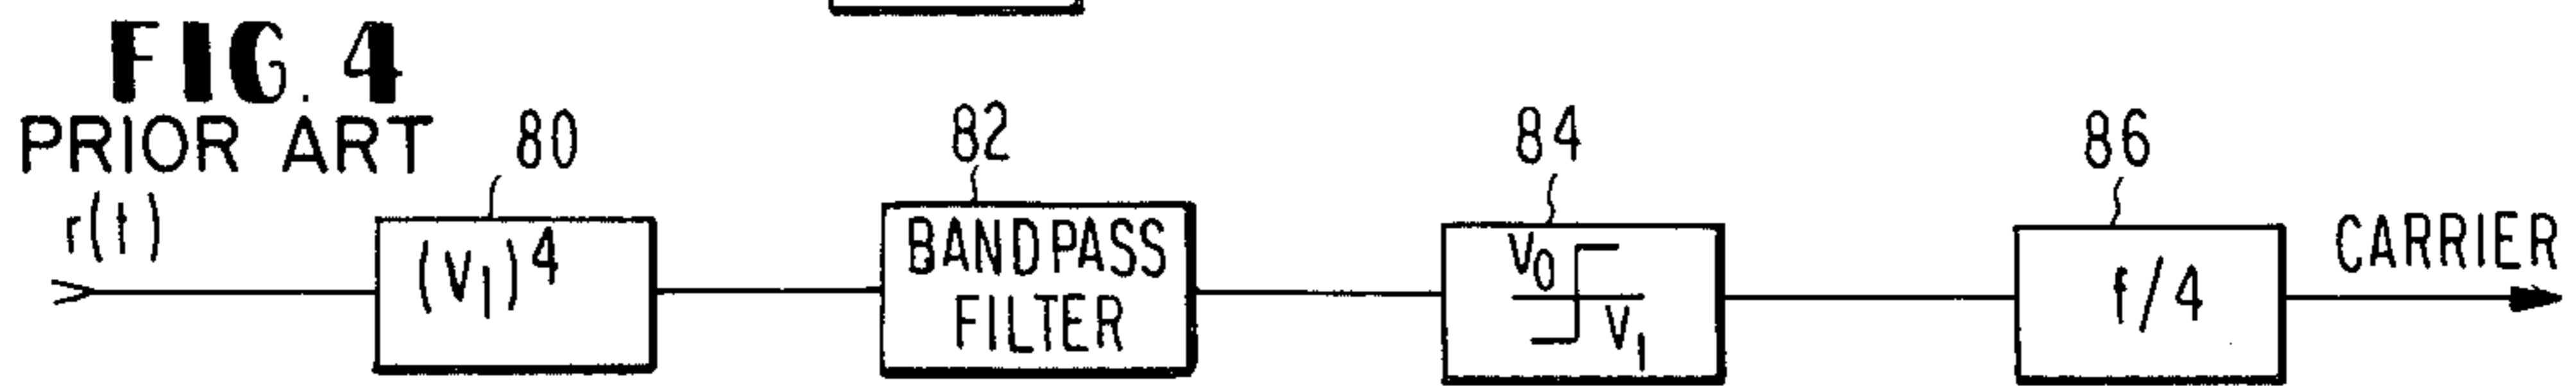 FIG. 4
PRIOR ART
r(t)
80
(V₁)⁴
82
BANDPASS
FILTER
84
V₀
V₁
86
f/4
CARRIER